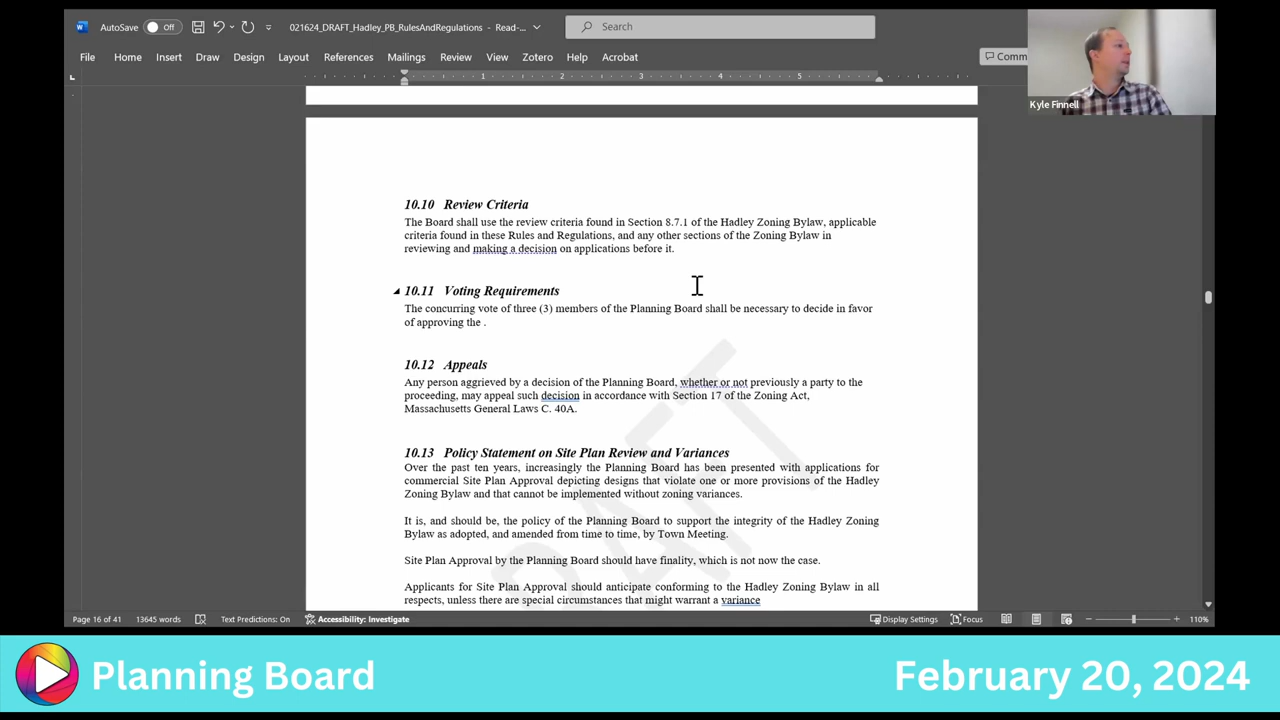 AutoSave Off 021624_DRAFT_Hadley_PB_RulesAndRegulations - Read-... Search
File Home Insert Draw Design Layout References Mailings Review View Zotero Help Acrobat Comm
Kyle Finnell
1 2 3 4 5
10.10 Review Criteria
The Board shall use the review criteria found in Section 8.7.1 of the Hadley Zoning Bylaw, applicable
criteria found in these Rules and Regulations, and any other sections of the Zoning Bylaw in
reviewing and making a decision on applications before it.
10.11 Voting Requirements
The concurring vote of three (3) members of the Planning Board shall be necessary to decide in favor
of approving the .
10.12 Appeals
Any person aggrieved by a decision of the Planning Board, whether or not previously a party to the
proceeding, may appeal such decision in accordance with Section 17 of the Zoning Act,
Massachusetts General Laws C. 40A.
10.13 Policy Statement on Site Plan Review and Variances
Over the past ten years, increasingly the Planning Board has been presented with applications for
commercial Site Plan Approval depicting designs that violate one or more provisions of the Hadley
Zoning Bylaw and that cannot be implemented without zoning variances.
It is, and should be, the policy of the Planning Board to support the integrity of the Hadley Zoning
Bylaw as adopted, and amended from time to time, by Town Meeting.
Site Plan Approval by the Planning Board should have finality, which is not now the case.
Applicants for Site Plan Approval should anticipate conforming to the Hadley Zoning Bylaw in all
respects, unless there are special circumstances that might warrant a variance
RAFT
Page 16 of 41 13645 words Text Predictions: On Accessibility: Investigate Display Settings Focus 110%
Planning Board February 20, 2024